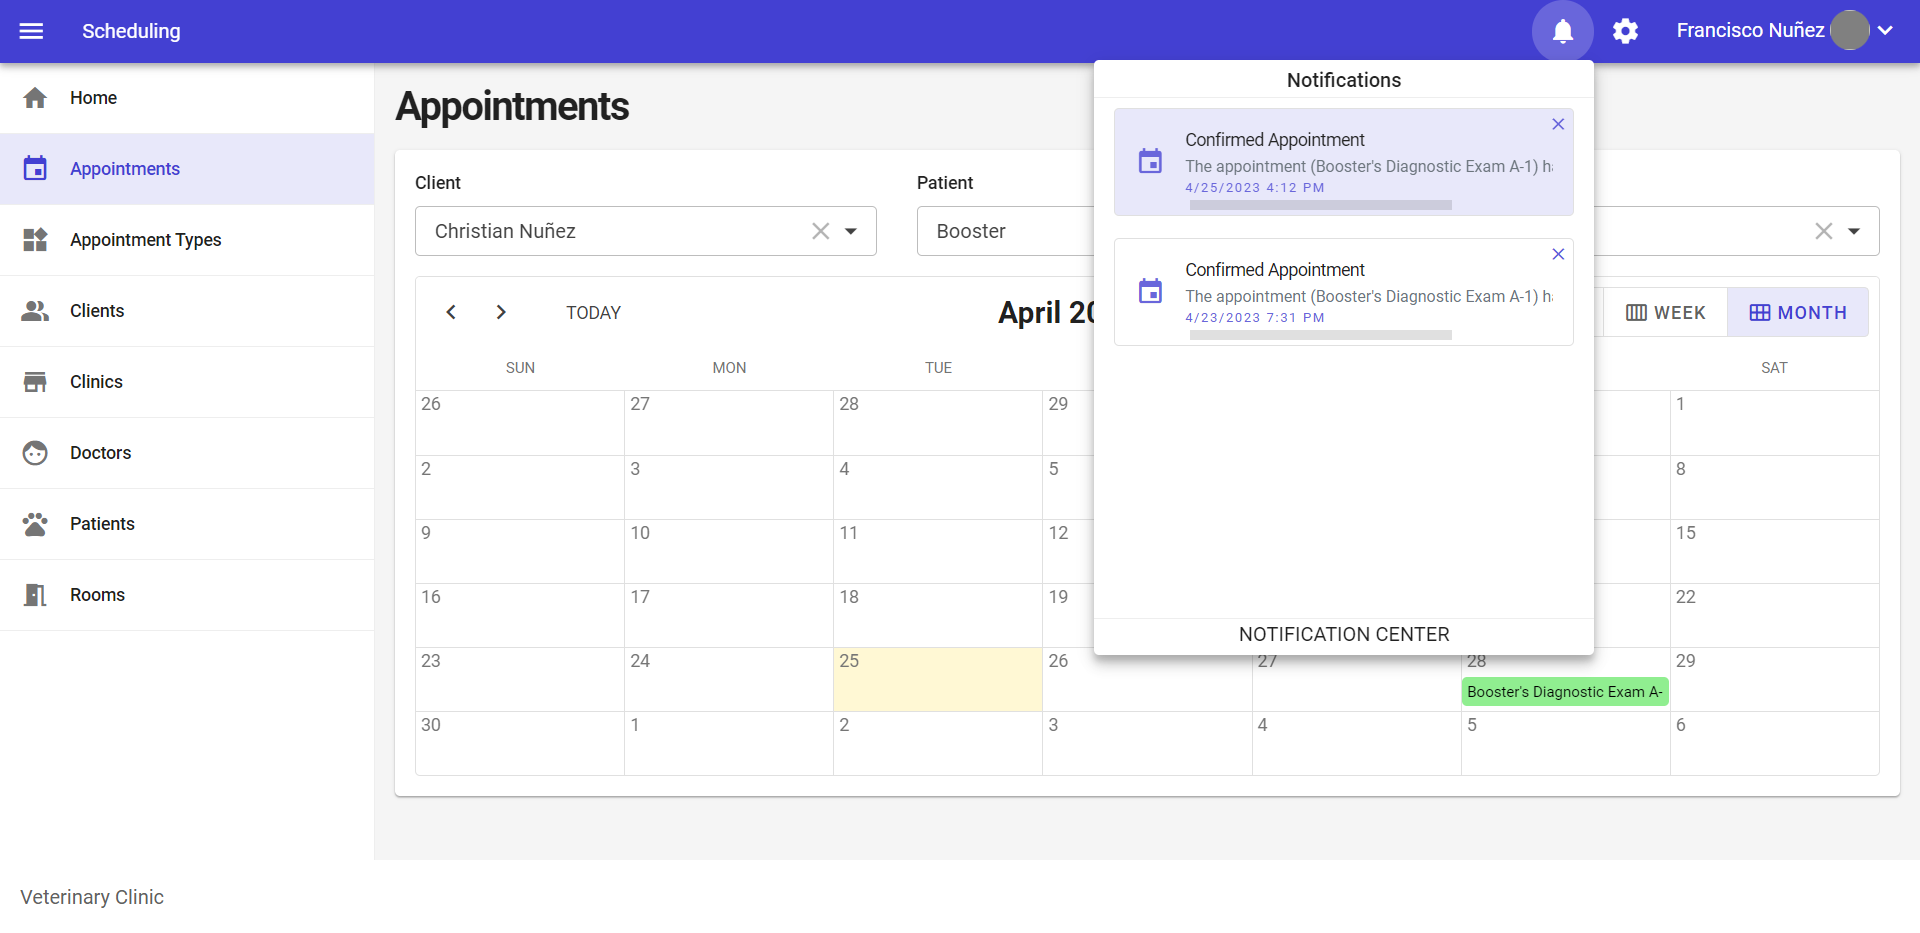 Scheduling
Francisco Nuñez
Home
Appointments
Appointment Types
Clients
Clinics
Doctors
Patients
Rooms
Appointments
Client
Patient
Christian Nuñez
Booster
TODAY
April 20
WEEK
MONTH
SUN MON TUE SAT
26 27 28 29 1
2 3 4 5 8
9 10 11 12 15
16 17 18 19 22
23 24 25 26 27 28 29
Booster's Diagnostic Exam A-
30 1 2 3 4 5 6
Notifications
Confirmed Appointment
The appointment (Booster's Diagnostic Exam A-1) h
4/25/2023 4:12 PM
Confirmed Appointment
The appointment (Booster's Diagnostic Exam A-1) h
4/23/2023 7:31 PM
NOTIFICATION CENTER
Veterinary Clinic